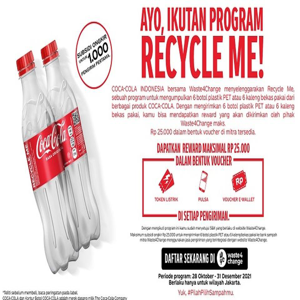 AYO, IKUTAN PROGRAM
RECYCLE ME!
SUBSIDI ONGKIR
1.000
COCA-COLA INDONESIA bersama Waste4Change menyelenggarakan Recycle Me,
sebuah program untuk mengumpulkan 6 botol plastik PET atau 6 kaleng bekas pakai dari
berbagai produk COCA-COLA. Dengan mengirimkan 6 botol plastik PET atau 6 kaleng
bekas pakai, kamu bisa mendapatkan reward yang akan dikirimkan oleh pihak
Waste4Change maks.
Rp 25.000 dalam bentuk voucher di mitra tersedia.
Coca-Cola
DAPATKAN REWARD MAKSIMAL RP 25.000
DALAM BENTUK VOUCHER
Rp
TOKEN LISTRIK
PULSA
VOUCHER E-WALLET
DI SETIAP PENGIRIMAN.
DAFTAR SEKARANG DI waste4change
Periode program: 28 Oktober - 31 Desember 2021
Berlaku hanya untuk wilayah Jakarta.
Yuk, #PilahPilihSampahmu